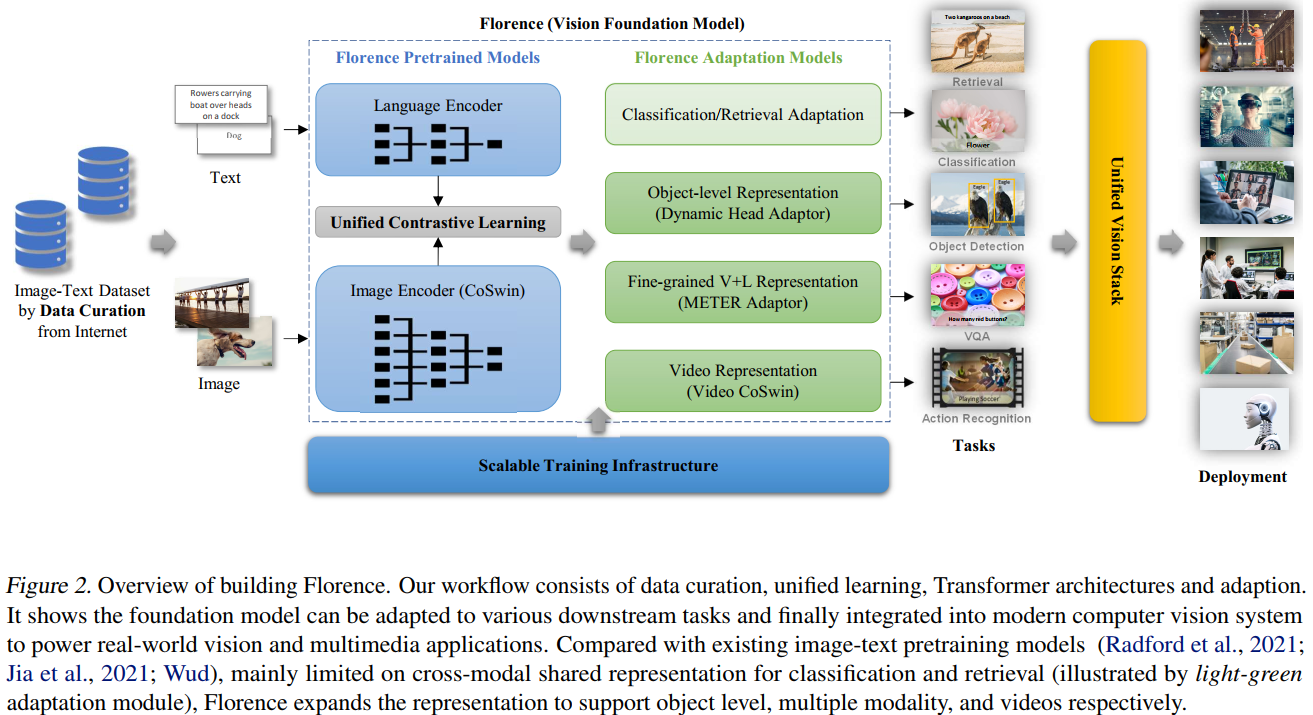 Florence (Vision Foundation Model)
Florence Pretrained Models
Florence Adaptation Models
Rowers carrying
boat over heads
on a dock
Dog
Text
Image-Text Dataset
by Data Curation
from Internet
Image
Language Encoder
Unified Contrastive Learning
Image Encoder (CoSwin)
Classification/Retrieval Adaptation
Object-level Representation
(Dynamic Head Adaptor)
Fine-grained V+L Representation
(METER Adaptor)
Video Representation
(Video CoSwin)
Scalable Training Infrastructure
Two kangaroos on a beach
Retrieval
Flower
Classification
Eagle
Eagle
Object Detection
How many red buttons?
VQA
Playing Soccer
Action Recognition
Tasks
Unified Vision Stack
Deployment
Figure 2. Overview of building Florence. Our workflow consists of data curation, unified learning, Transformer architectures and adaption.
It shows the foundation model can be adapted to various downstream tasks and finally integrated into modern computer vision system
to power real-world vision and multimedia applications. Compared with existing image-text pretraining models (Radford et al., 2021;
Jia et al., 2021; Wud), mainly limited on cross-modal shared representation for classification and retrieval (illustrated by light-green
adaptation module), Florence expands the representation to support object level, multiple modality, and videos respectively.